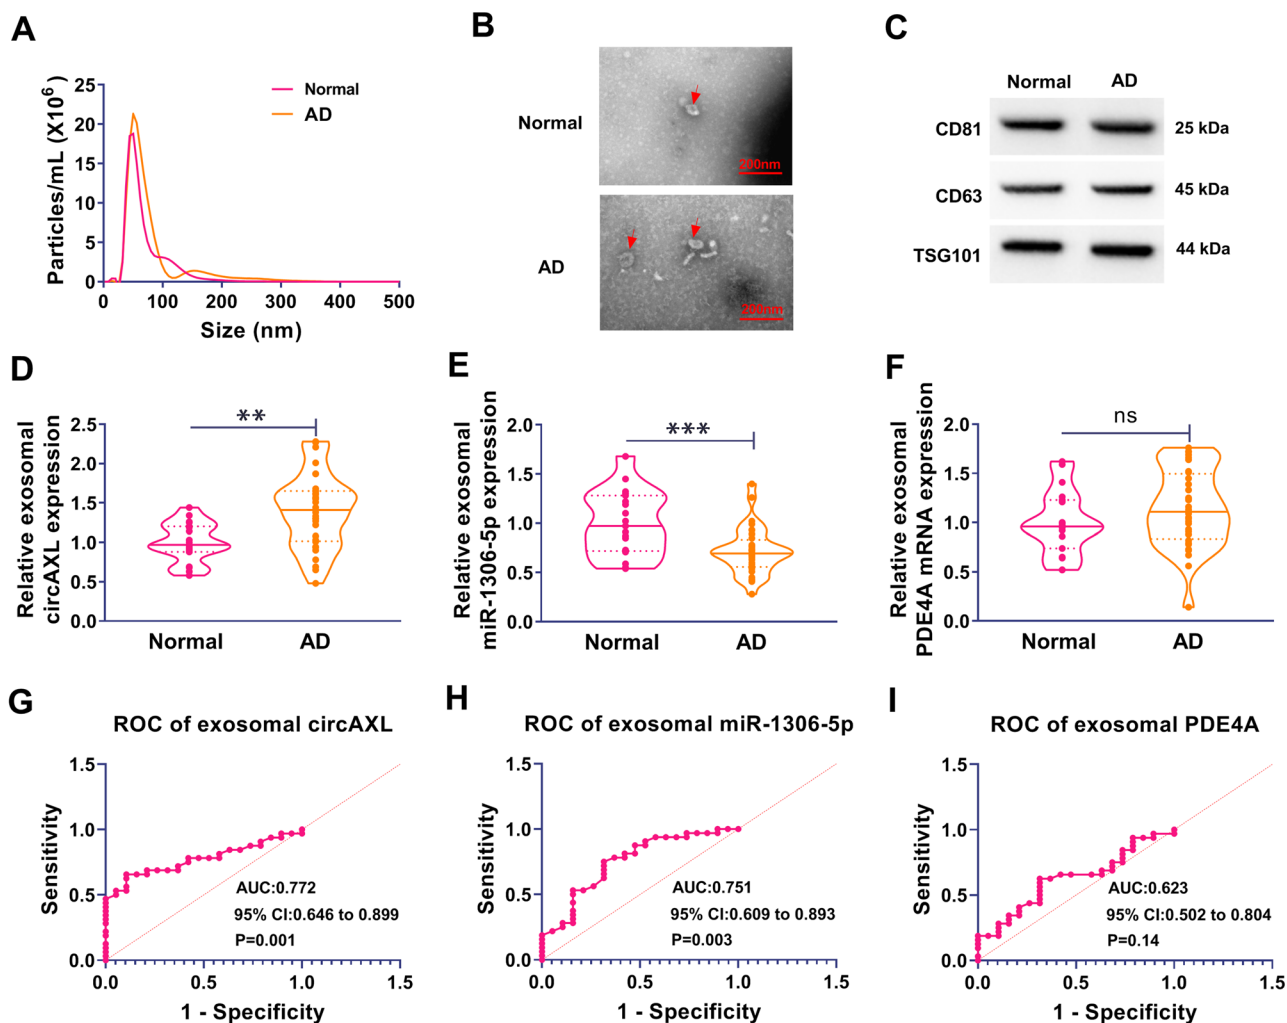 A
Particles/mL (X10⁶)
25
20
15
10
5
0
0 100 200 300 400 500
Size (nm)
Normal
AD
B
Normal
200nm
AD
200nm
C
Normal AD
CD81 25 kDa
CD63 45 kDa
TSG101 44 kDa
D
Relative exosomal
circAXL expression
2.5
2.0
1.5
1.0
0.5
0.0
**
Normal AD
E
Relative exosomal
miR-1306-5p expression
2.0
1.5
1.0
0.5
0.0
***
Normal AD
F
Relative exosomal
PDE4A mRNA expression
2.0
1.5
1.0
0.5
0.0
ns
Normal AD
G
ROC of exosomal circAXL
Sensitivity
1.5
1.0
0.5
0.0
AUC:0.772
95% CI:0.646 to 0.899
P=0.001
0.0 0.5 1.0 1.5
1 - Specificity
H
ROC of exosomal miR-1306-5p
Sensitivity
1.5
1.0
0.5
0.0
AUC:0.751
95% CI:0.609 to 0.893
P=0.003
0.0 0.5 1.0 1.5
1 - Specificity
I
ROC of exosomal PDE4A
Sensitivity
1.5
1.0
0.5
0.0
AUC:0.623
95% CI:0.502 to 0.804
P=0.14
0.0 0.5 1.0 1.5
1 - Specificity